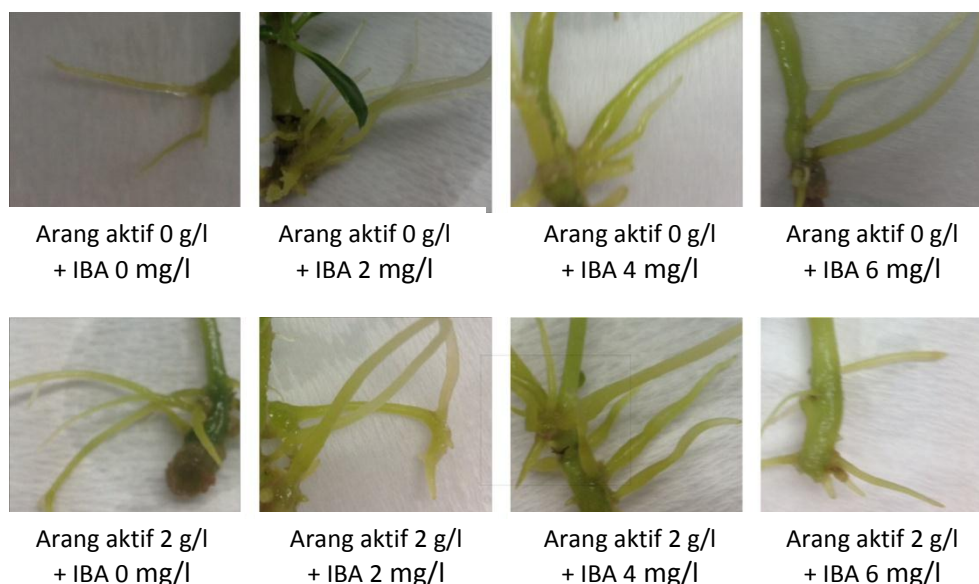 Arang aktif 0 g/l
+ IBA 0 mg/l
Arang aktif 0 g/l
+ IBA 2 mg/l
Arang aktif 0 g/l
+ IBA 4 mg/l
Arang aktif 0 g/l
+ IBA 6 mg/l
Arang aktif 2 g/l
+ IBA 0 mg/l
Arang aktif 2 g/l
+ IBA 2 mg/l
Arang aktif 2 g/l
+ IBA 4 mg/l
Arang aktif 2 g/l
+ IBA 6 mg/l